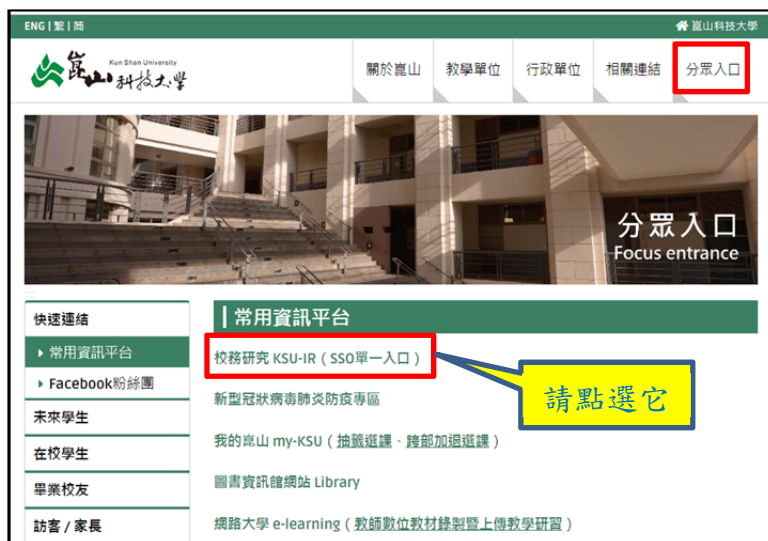 ENG | 繁 | 简
崑山科技大學
Kun Shan University
崑山科技大學
關於崑山
教學單位
行政單位
相關連結
分眾入口
分眾入口
Focus entrance
快速連結
常用資訊平台
Facebook粉絲團
未來學生
在校學生
畢業校友
訪客 / 家長
常用資訊平台
校務研究 KSU-IR（SSO單一入口）
請點選它
新型冠狀病毒肺炎防疫專區
我的崑山 my-KSU（抽籤選課、跨部加退選課）
圖書資訊館網站 Library
網路大學 e-learning（教師數位教材錄製暨上傳教學研習）